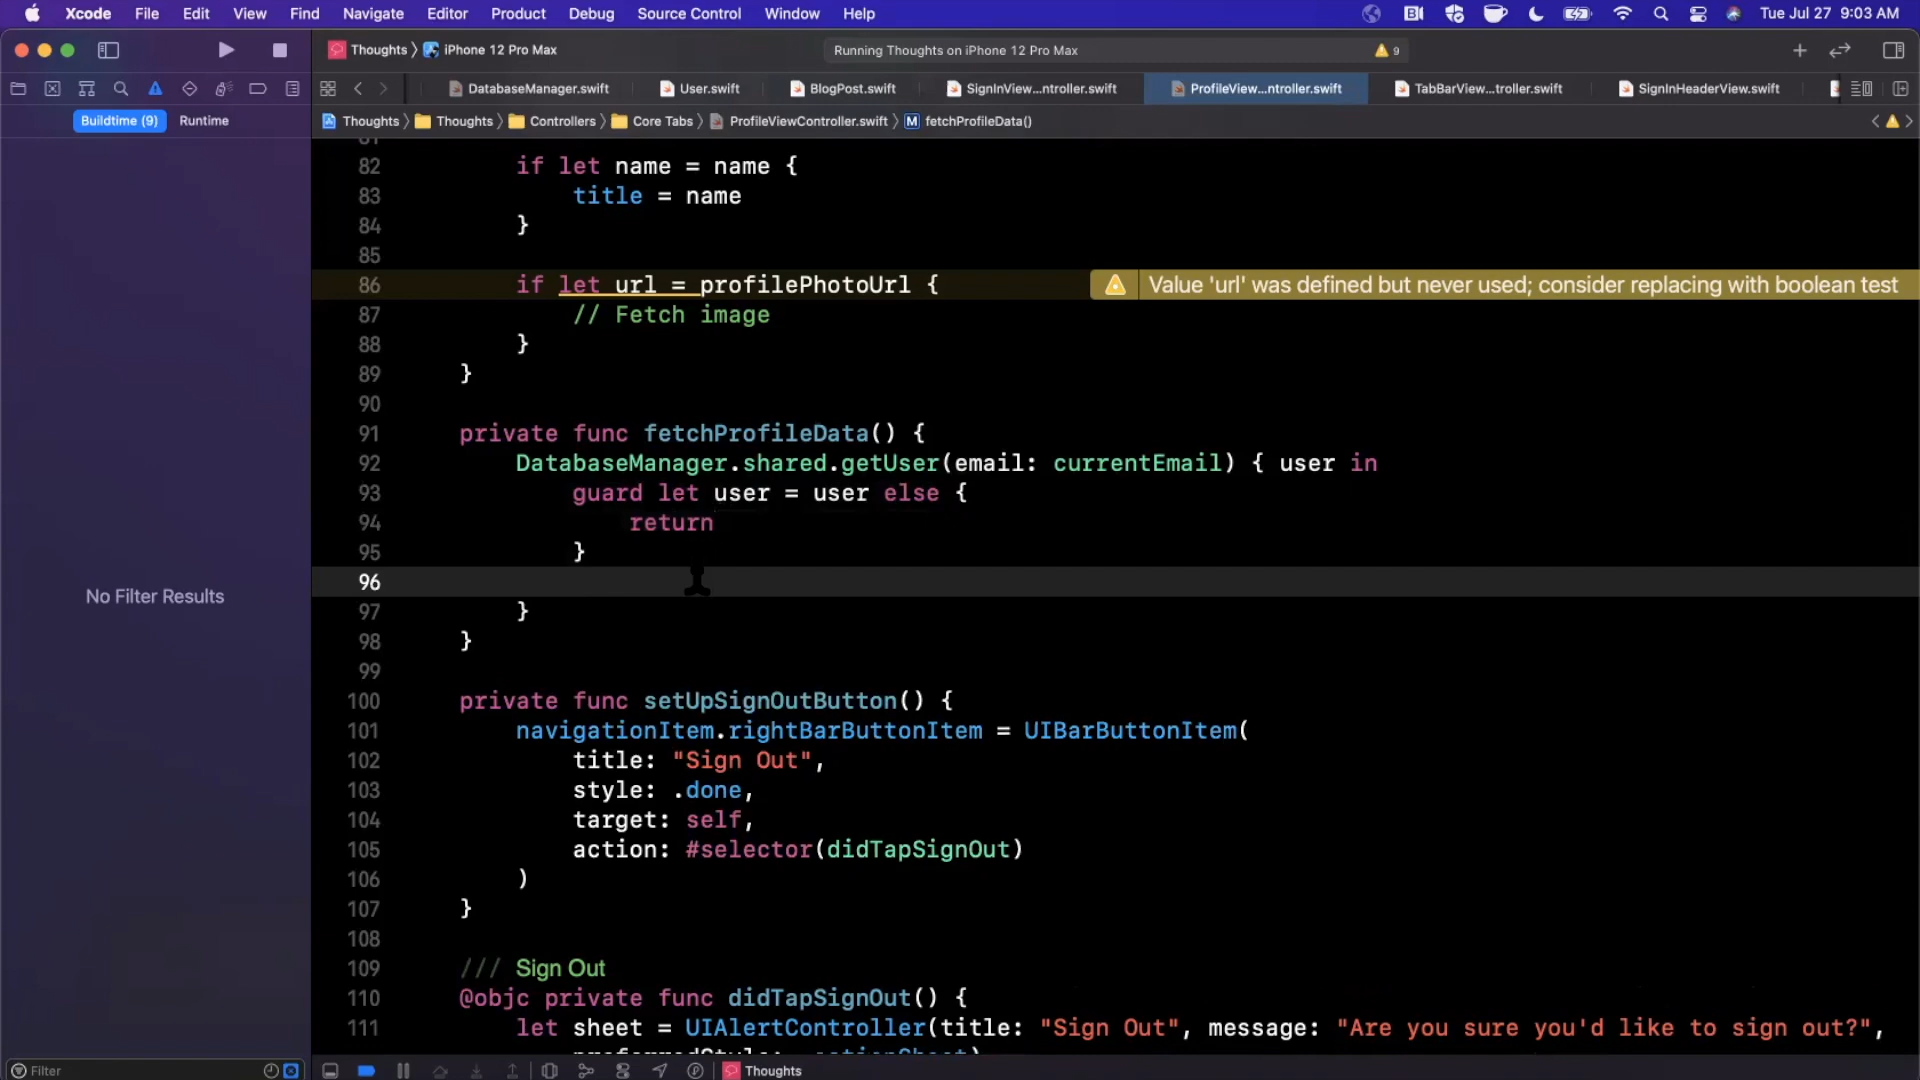 Xcode File Edit View Find Navigate Editor Product Debug Source Control Window Help Tue Jul 27 9:03 AM
Thoughts 〉 iPhone 12 Pro Max Running Thoughts on iPhone 12 Pro Max 9
DatabaseManager.swift User.swift BlogPost.swift SignInView...ntroller.swift ProfileView...ntroller.swift TabBarView...troller.swift SignInHeaderView.swift
Buildtime (9) Runtime
Thoughts 〉 Thoughts 〉 Controllers 〉 Core Tabs 〉 ProfileViewController.swift 〉 M fetchProfileData()
No Filter Results
82 if let name = name {
83 title = name
84 }
85
86 if let url = profilePhotoUrl { Value 'url' was defined but never used; consider replacing with boolean test
87 // Fetch image
88 }
89 }
90
91 private func fetchProfileData() {
92 DatabaseManager.shared.getUser(email: currentEmail) { user in
93 guard let user = user else {
94 return
95 }
96
97 }
98 }
99
100 private func setUpSignOutButton() {
101 navigationItem.rightBarButtonItem = UIBarButtonItem(
102 title: "Sign Out",
103 style: .done,
104 target: self,
105 action: #selector(didTapSignOut)
106 )
107 }
108
109 /// Sign Out
110 @objc private func didTapSignOut() {
111 let sheet = UIAlertController(title: "Sign Out", message: "Are you sure you'd like to sign out?",
Filter Thoughts